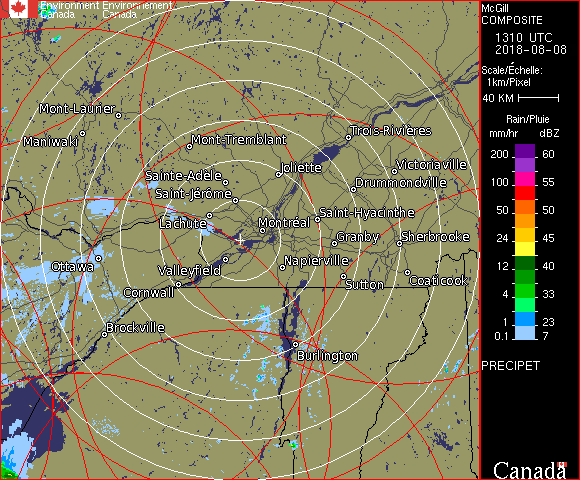 Environment Environnement
Canada Canada
McGill
COMPOSITE
1310 UTC
2018-08-08
Scale/Échelle:
1km/Pixel
40 KM
Rain/Pluie
mm/hr dBZ
200 60
55
100 55
50 50
24 45
12 40
8 33
4 30
1 23
0.1 7
PRECIPET
Canada
Mont-Laurier
Maniwaki
Mont-Tremblant
Trois-Rivières
Joliette
Victoriaville
Sainte-Adèle
Drummondville
Saint-Jérôme
Saint-Hyacinthe
Lachute
Montréal
Granby
Sherbrooke
Ottawa
Napierville
Valleyfield
Coaticook
Sutton
Cornwall
Brockville
Burlington